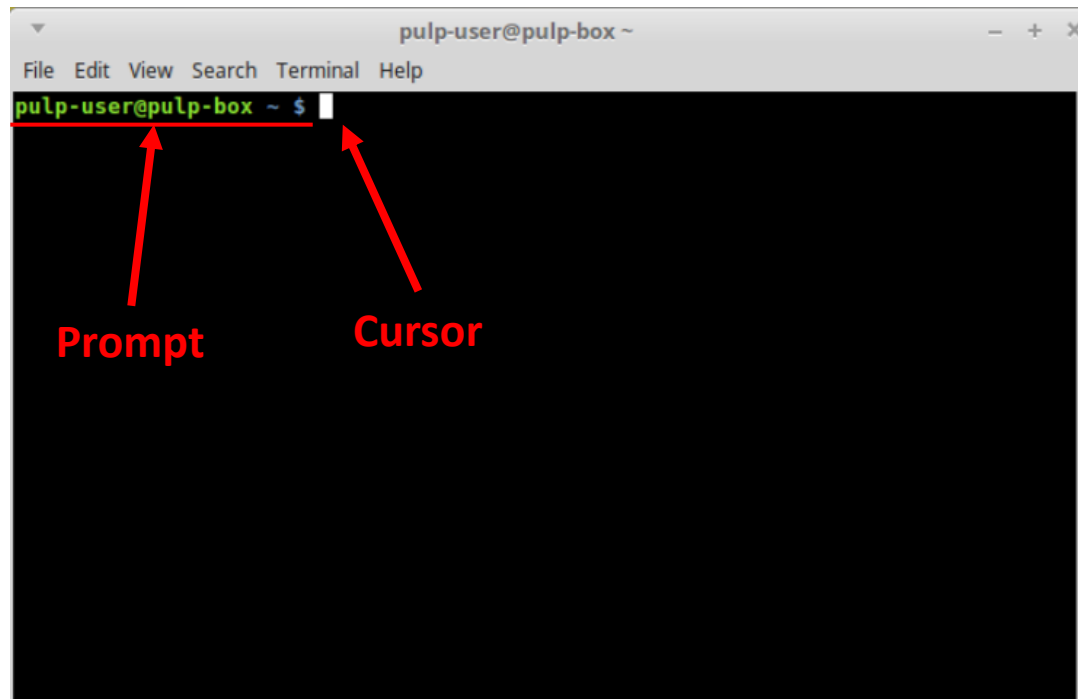 pulp-user@pulp-box ~
File Edit View Search Terminal Help
pulp-user@pulp-box ~ $
Prompt
Cursor